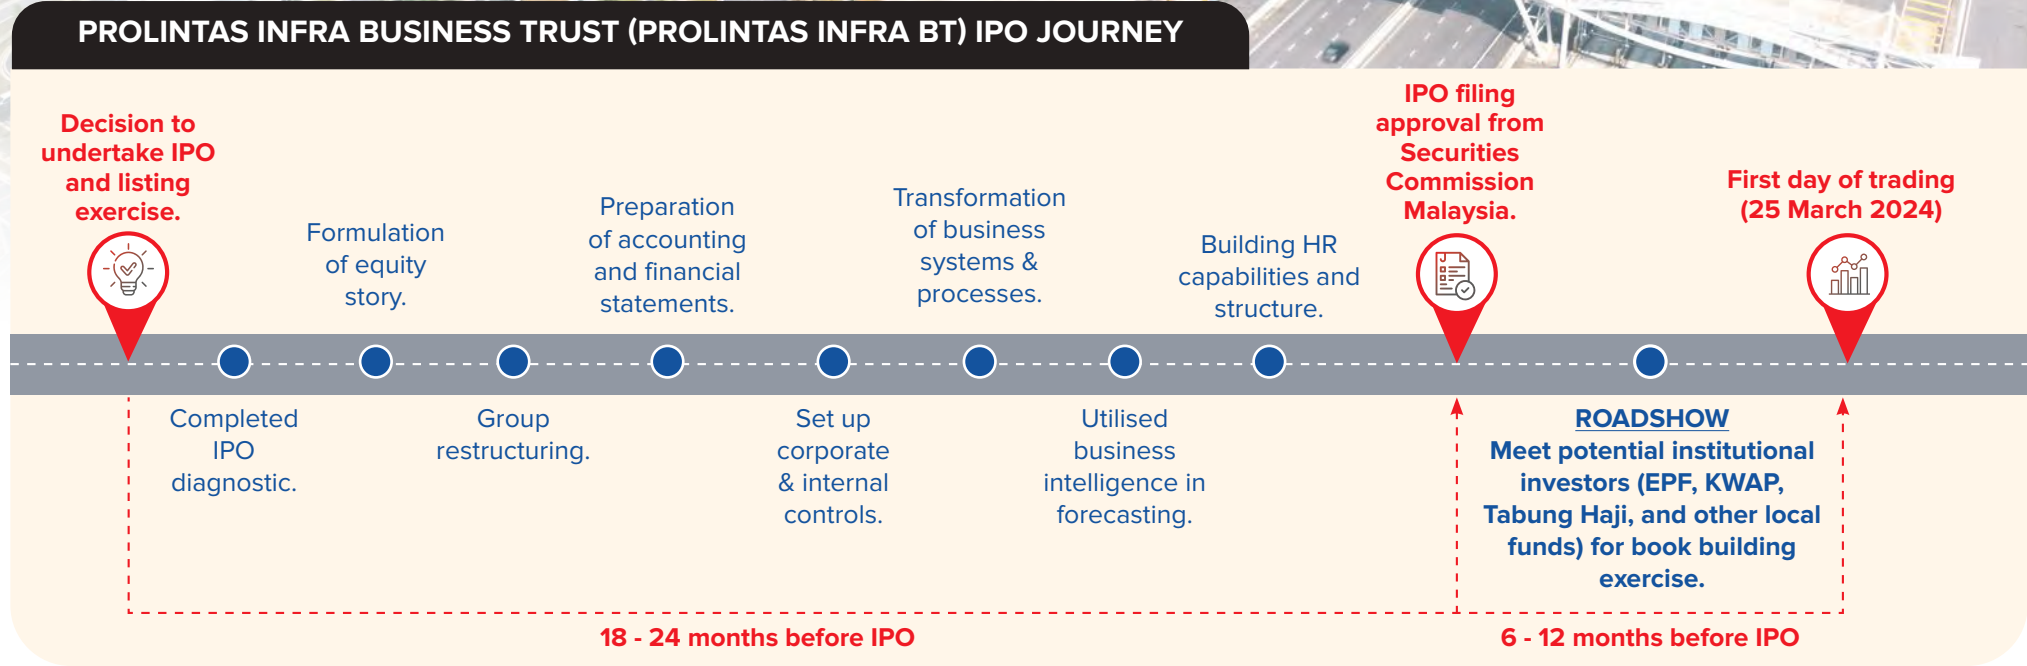 PROLINTAS INFRA BUSINESS TRUST (PROLINTAS INFRA BT) IPO JOURNEY
Decision to
undertake IPO
and listing
exercise.
Completed
IPO
diagnostic.
Formulation
of equity
story.
Group
restructuring.
Preparation
of accounting
and financial
statements.
Set up
corporate
& internal
controls.
Transformation
of business
systems &
processes.
Utilised
business
intelligence in
forecasting.
Building HR
capabilities and
structure.
IPO filing
approval from
Securities
Commission
Malaysia.
ROADSHOW
Meet potential institutional
investors (EPF, KWAP,
Tabung Haji, and other local
funds) for book building
exercise.
First day of trading
(25 March 2024)
18 - 24 months before IPO
6 - 12 months before IPO